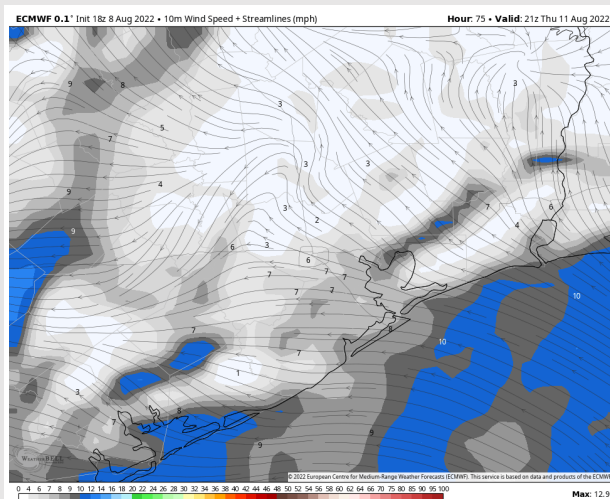 ECMWF 0.1° Init 18z 8 Aug 2022 • 10m Wind Speed + Streamlines (mph) Hour: 75 • Valid: 21z Thu 11 Aug 2022
9 8 3
3
7 5
3 3
9 4
3 7
2 4 6
9 6 3
6
7 7 7
7 7 10
7 8
10
7
1
3
7 8
9 9
WeatherBELL
© 2022 European Centre for Medium-Range Weather Forecasts (ECMWF). This service is based on data and products of the ECMWF
0 4 6 7 8 9 10 12 14 16 18 20 22 24 26 28 30 32 34 36 38 40 42 44 46 48 50 52 54 56 58 60 62 64 66 68 70 75 80 85 90 95 100
Max: 12.9